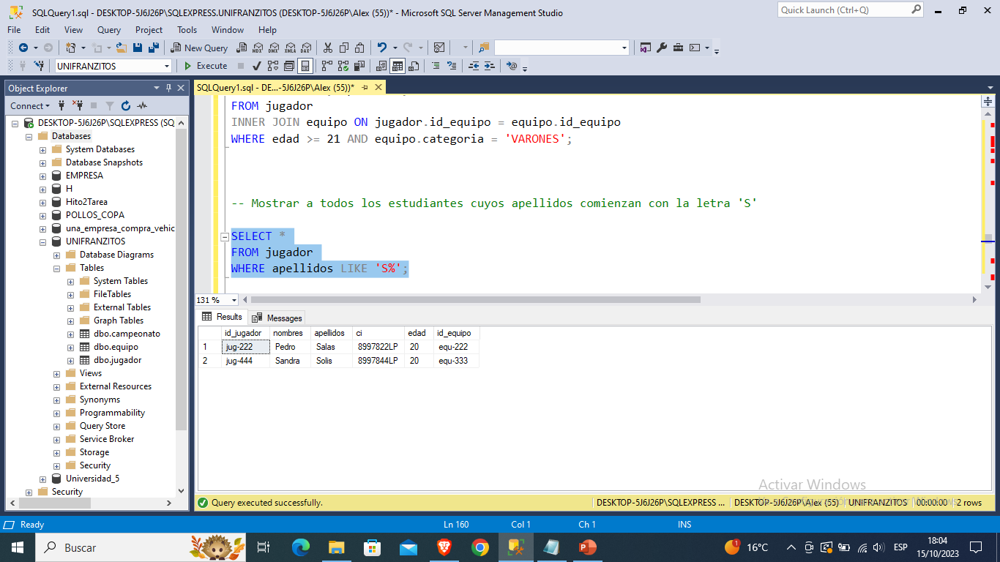 SQLQuery1.sql - DESKTOP-5J6J26P\SQLEXPRESS.UNIFRANZITOS (DESKTOP-5J6J26P\Alex (55))* - Microsoft SQL Server Management Studio
Quick Launch (Ctrl+Q)
File Edit View Query Project Tools Window Help
New Query MDX DMX XMLA DAX
UNIFRANZITOS Execute
Object Explorer
SQLQuery1.sql - DE...-5J6J26P\Alex (55))*
Connect
DESKTOP-5J6J26P\SQLEXPRESS (SQ
Databases
System Databases
Database Snapshots
EMPRESA
H
Hito2Tarea
POLLOS_COPA
una_empresa_compra_vehic
UNIFRANZITOS
Database Diagrams
Tables
System Tables
FileTables
External Tables
Graph Tables
dbo.campeonato
dbo.equipo
dbo.jugador
Views
External Resources
Synonyms
Programmability
Query Store
Service Broker
Storage
Security
Universidad_5
Security
FROM jugador
INNER JOIN equipo ON jugador.id_equipo = equipo.id_equipo
WHERE edad >= 21 AND equipo.categoria = 'VARONES';
-- Mostrar a todos los estudiantes cuyos apellidos comienzan con la letra 'S'
SELECT *
FROM jugador
WHERE apellidos LIKE 'S%';
131 %
Results Messages
id_jugador nombres apellidos ci edad id_equipo
1 jug-222 Pedro Salas 8997822LP 20 equ-222
2 jug-444 Sandra Solis 8997844LP 20 equ-333
Activar Windows
Query executed successfully. DESKTOP-5J6J26P\SQLEXPRESS ... DESKTOP-5J6J26P\Alex (55) UNIFRANZITOS 00:00:00 2 rows
Ready Ln 160 Col 1 Ch 1 INS
Buscar 16°C ESP 18:04
15/10/2023